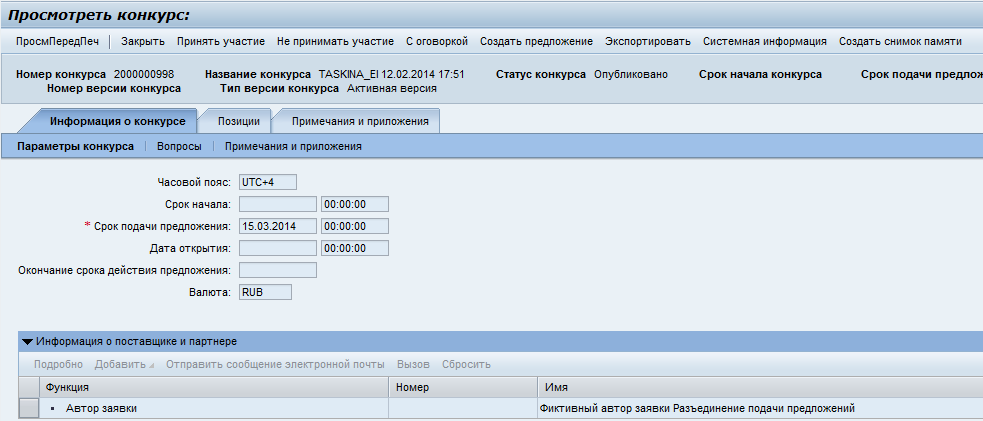 Просмотреть конкурс:
ПросмПередПеч Закрыть Принять участие Не принимать участие С оговоркой Создать предложение Экспортировать Системная информация Создать снимок памяти
Номер конкурса 2000000998 Название конкурса TASKINA_EI 12.02.2014 17:51 Статус конкурса Опубликовано Срок начала конкурса Срок подачи предлож
Номер версии конкурса Тип версии конкурса Активная версия
Информация о конкурсе Позиции Примечания и приложения
Параметры конкурса Вопросы Примечания и приложения
Часовой пояс: UTC+4
Срок начала: 00:00:00
* Срок подачи предложения: 15.03.2014 00:00:00
Дата открытия: 00:00:00
Окончание срока действия предложения:
Валюта: RUB
Информация о поставщике и партнере
Подробно Добавить Отправить сообщение электронной почты Вызов Сбросить
Функция Номер Имя
• Автор заявки Фиктивный автор заявки Разъединение подачи предложений